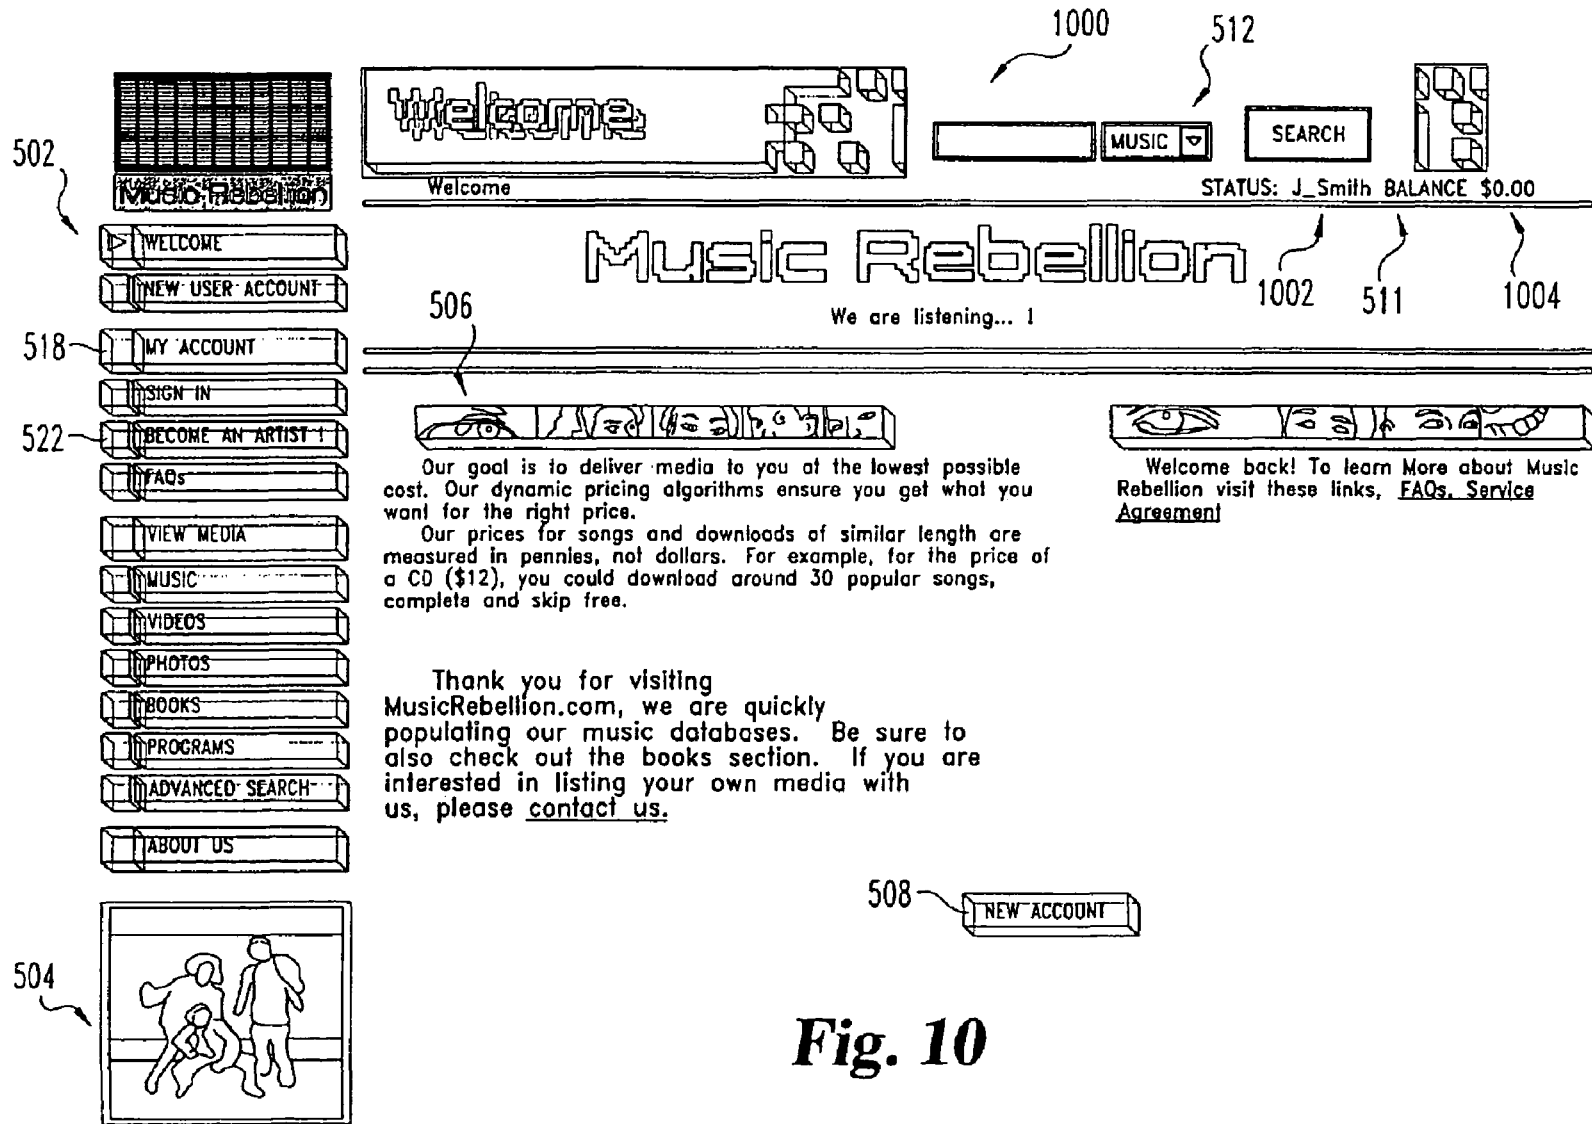 1000
512
Welcome
MUSIC
SEARCH
502
Music Rebellion
Welcome
STATUS: J_Smith BALANCE $0.00
WELCOME
NEW USER ACCOUNT
518
MY ACCOUNT
SIGN IN
522
BECOME AN ARTIST !
FAQs
VIEW MEDIA
MUSIC
VIDEOS
PHOTOS
BOOKS
PROGRAMS
ADVANCED SEARCH
ABOUT US
504
Music Rebellion
1002
511
1004
We are listening... !
506
Our goal is to deliver media to you at the lowest possible
cost. Our dynamic pricing algorithms ensure you get what you
want for the right price.
Our prices for songs and downloads of similar length are
measured in pennies, not dollars. For example, for the price of
a CD ($12), you could download around 30 popular songs,
complete and skip free.
Welcome back! To learn More about Music
Rebellion visit these links, FAQs, Service
Agreement
Thank you for visiting
MusicRebellion.com, we are quickly
populating our music databases. Be sure to
also check out the books section. If you are
interested in listing your own media with
us, please contact us.
508
NEW ACCOUNT
Fig. 10